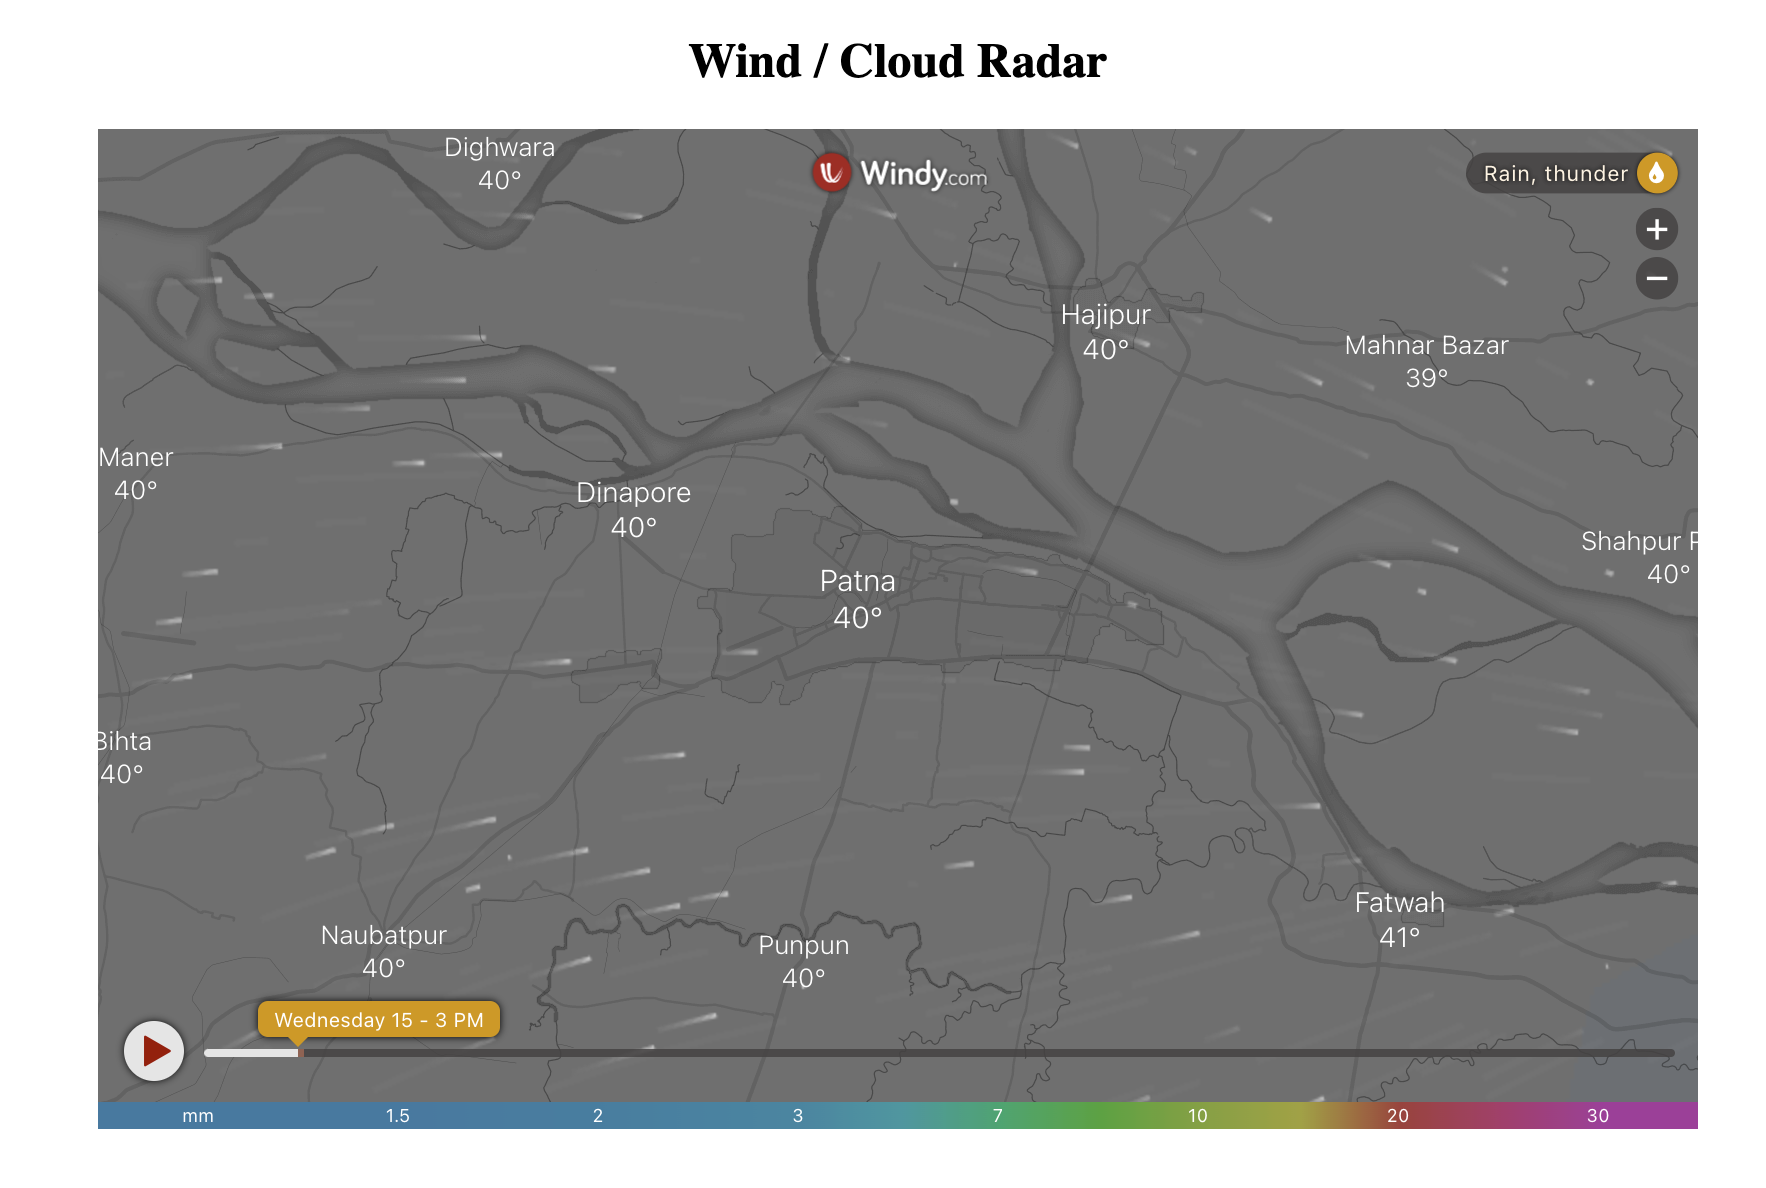 Wind / Cloud Radar
Dighwara
40°
Windy.com
Rain, thunder
+
−
Hajipur
40°
Mahnar Bazar
39°
Maner
40°
Dinapore
40°
Shahpur P
40°
Patna
40°
Bihta
40°
Fatwah
41°
Naubatpur
40°
Punpun
40°
Wednesday 15 - 3 PM
mm 1.5 2 3 7 10 20 30